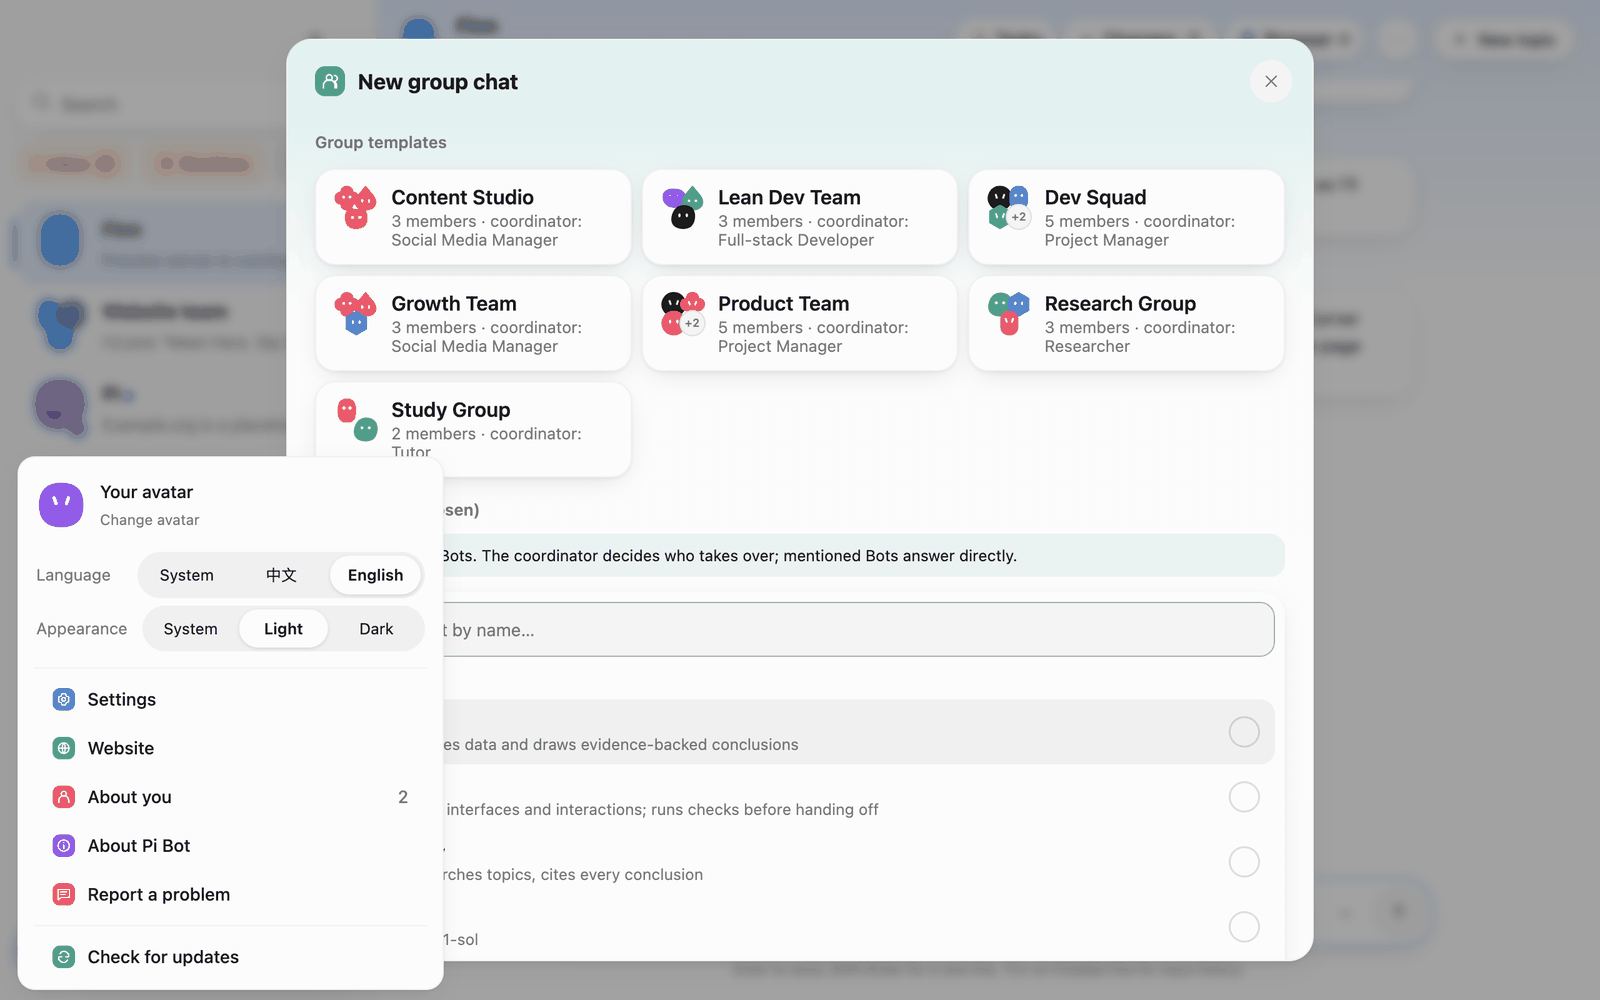 New group chat
Group templates
Content Studio
3 members · coordinator:
Social Media Manager
Lean Dev Team
3 members · coordinator:
Full-stack Developer
Dev Squad
5 members · coordinator:
Project Manager
+2
Growth Team
3 members · coordinator:
Social Media Manager
Product Team
5 members · coordinator:
Project Manager
+2
Research Group
3 members · coordinator:
Researcher
Study Group
2 members · coordinator:
Tutor
sen)
Bots. The coordinator decides who takes over; mentioned Bots answer directly.
t by name...
es data and draws evidence-backed conclusions
interfaces and interactions; runs checks before handing off
rches topics, cites every conclusion
1-sol
Your avatar
Change avatar
Language System 中文 English
Appearance System Light Dark
Settings
Website
About you 2
About Pi Bot
Report a problem
Check for updates
Search
New topic